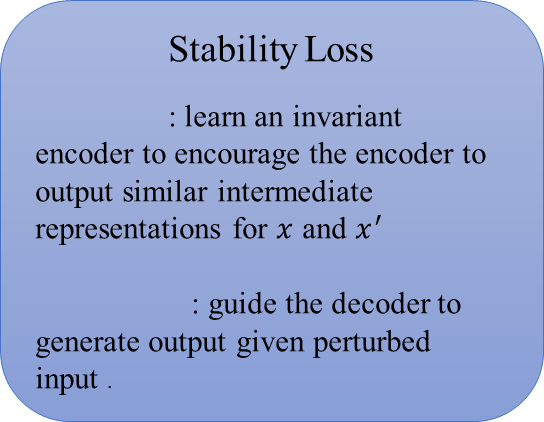 Stability Loss
: learn an invariant
encoder to encourage the encoder to
output similar intermediate
representations for 𝑥 and 𝑥′
: guide the decoder to
generate output given perturbed
input .